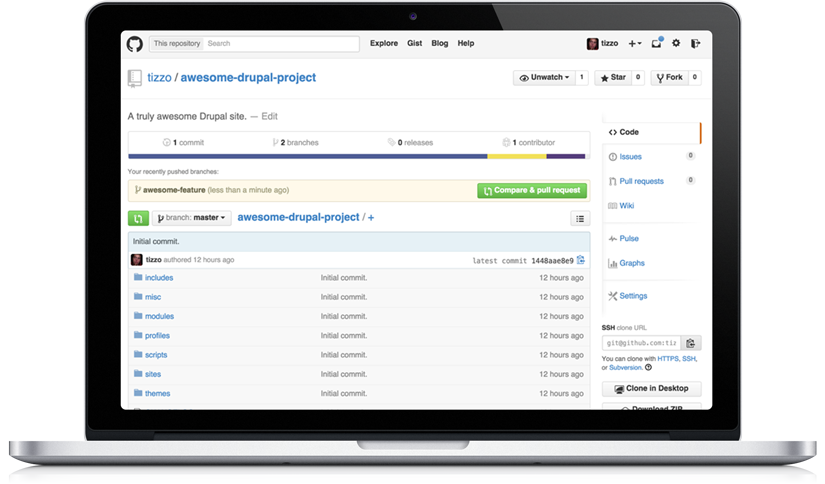 This repository Search Explore Gist Blog Help tizzo
tizzo / awesome-drupal-project Unwatch 1 Star 0 Fork 0
A truly awesome Drupal site. — Edit
1 commit 2 branches 0 releases 1 contributor
Your recently pushed branches:
awesome-feature (less than a minute ago) Compare & pull request
branch: master awesome-drupal-project / +
Initial commit.
tizzo authored 12 hours ago latest commit 1448aae8e9
includes Initial commit. 12 hours ago
misc Initial commit. 12 hours ago
modules Initial commit. 12 hours ago
profiles Initial commit. 12 hours ago
scripts Initial commit. 12 hours ago
sites Initial commit. 12 hours ago
themes Initial commit. 12 hours ago
Code
Issues 0
Pull requests 0
Wiki
Pulse
Graphs
Settings
SSH clone URL
git@github.com:tiz
You can clone with HTTPS, SSH,
or Subversion.
Clone in Desktop
Download ZIP